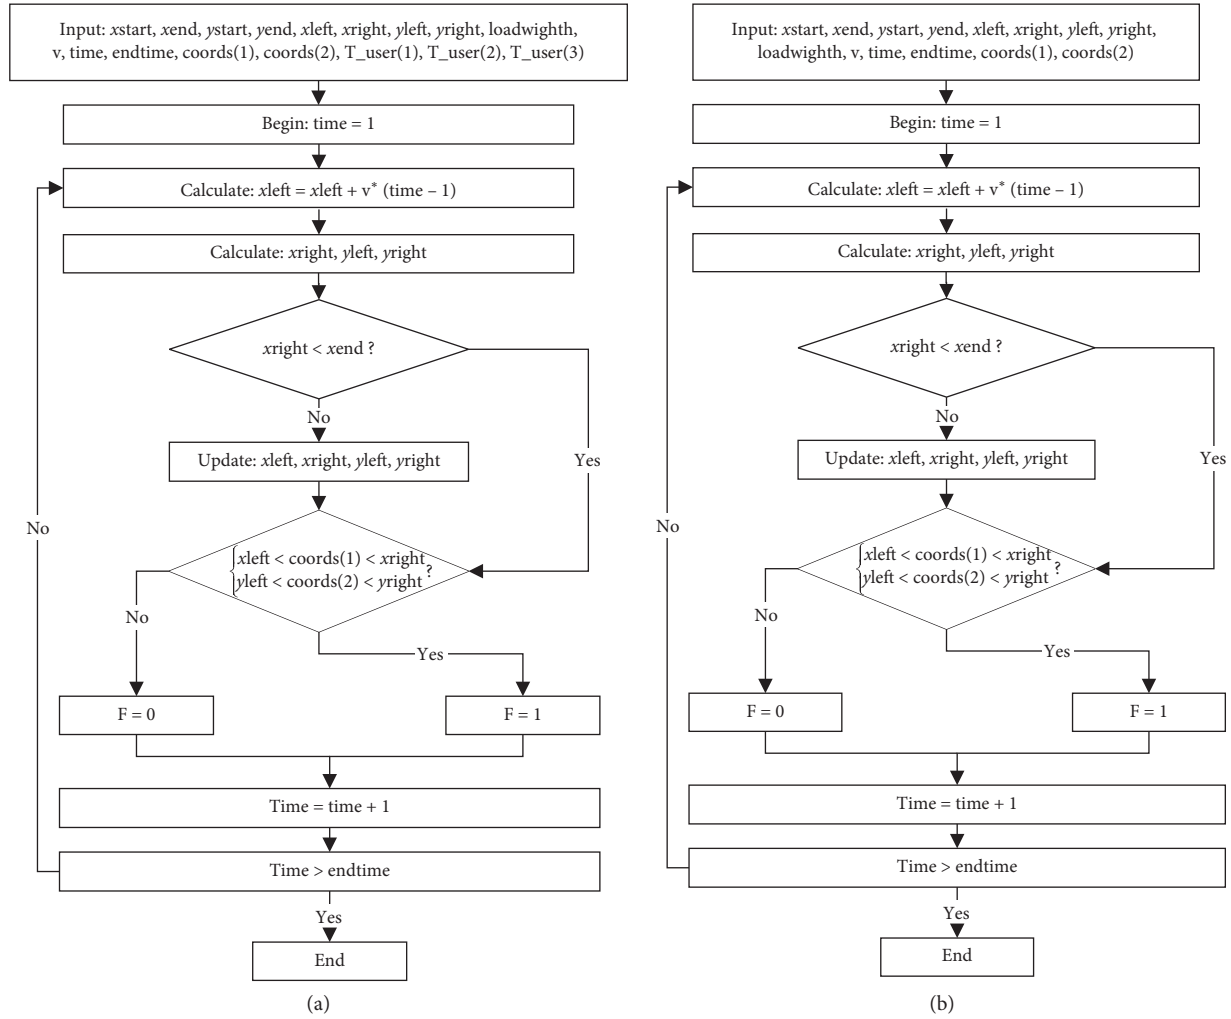 Input: xstart, xend, ystart, yend, xleft, xright, yleft, yright, loadwighth,
v, time, endtime, coords(1), coords(2), T_user(1), T_user(2), T_user(3)
Begin: time = 1
Calculate: xleft = xleft + v* (time – 1)
Calculate: xright, yleft, yright
xright < xend ?
No
Update: xleft, xright, yleft, yright
Yes
No
xleft < coords(1) < xright
yleft < coords(2) < yright
?
No
Yes
F = 0
F = 1
Time = time + 1
Time > endtime
Yes
End
(a)
Input: xstart, xend, ystart, yend, xleft, xright, yleft, yright,
loadwighth, v, time, endtime, coords(1), coords(2)
Begin: time = 1
Calculate: xleft = xleft + v* (time – 1)
Calculate: xright, yleft, yright
xright < xend ?
No
Update: xleft, xright, yleft, yright
Yes
No
xleft < coords(1) < xright
yleft < coords(2) < yright
?
No
Yes
F = 0
F = 1
Time = time + 1
Time > endtime
Yes
End
(b)